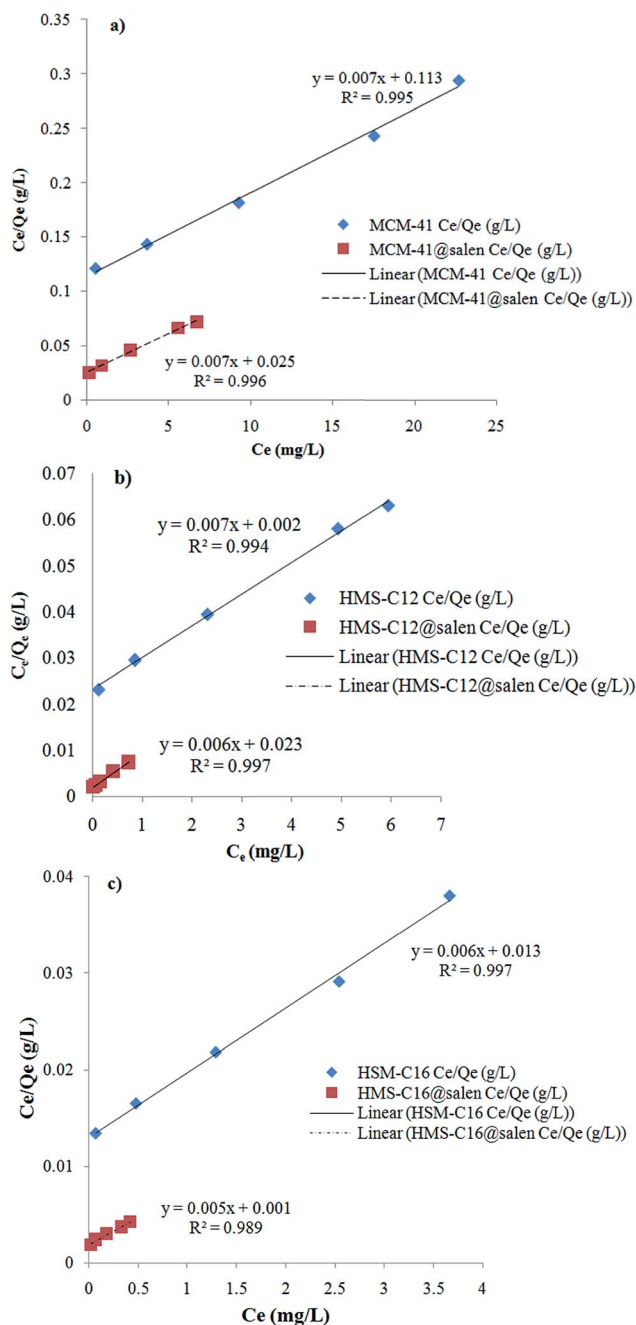 a)
0.35
0.3
0.25
0.2
0.15
0.1
0.05
0
Ce/Qe (g/L)
y = 0.007x + 0.113
R² = 0.995
MCM-41 Ce/Qe (g/L)
MCM-41@salen Ce/Qe (g/L)
Linear (MCM-41 Ce/Qe (g/L))
Linear (MCM-41@salen Ce/Qe (g/L))
y = 0.007x + 0.025
R² = 0.996
0 5 10 15 20 25
Ce (mg/L)
b)
0.07
0.06
0.05
0.04
0.03
0.02
0.01
0
Ce/Qe (g/L)
y = 0.007x + 0.002
R² = 0.994
HMS-C12 Ce/Qe (g/L)
HMS-C12@salen Ce/Qe (g/L)
Linear (HMS-C12 Ce/Qe (g/L))
Linear (HMS-C12@salen Ce/Qe (g/L))
y = 0.006x + 0.023
R² = 0.997
0 1 2 3 4 5 6 7
Ce (mg/L)
c)
0.04
0.03
0.02
0.01
0
Ce/Qe (g/L)
y = 0.006x + 0.013
R² = 0.997
HSM-C16 Ce/Qe (g/L)
HMS-C16@salen Ce/Qe (g/L)
Linear (HSM-C16 Ce/Qe (g/L))
Linear (HMS-C16@salen Ce/Qe (g/L))
y = 0.005x + 0.001
R² = 0.989
0 0.5 1 1.5 2 2.5 3 3.5 4
Ce (mg/L)